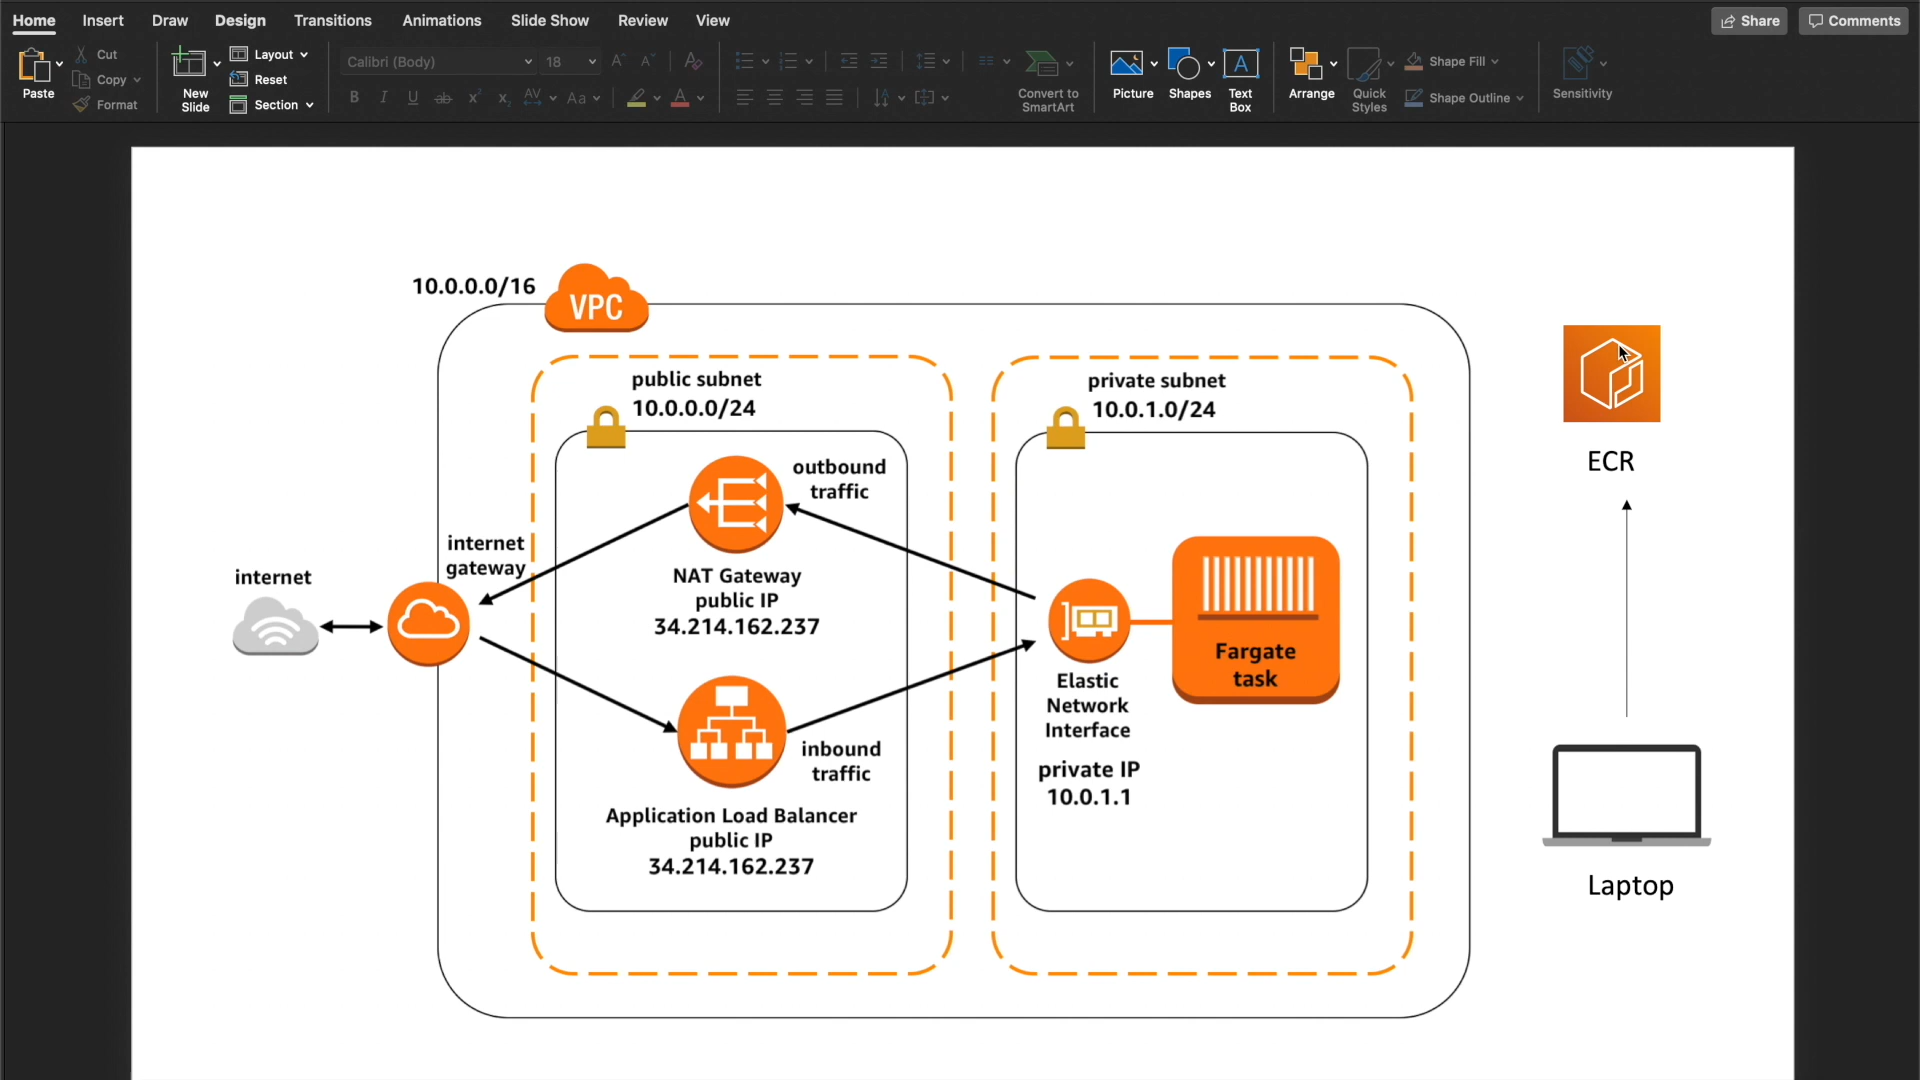 Home Insert Draw Design Transitions Animations Slide Show Review View Share Comments
Paste
Cut
Copy
Format
New
Slide
Layout
Reset
Section
Calibri (Body) 18
B I U ab x² x₂ AV Aa A
Convert to
SmartArt
Picture
Shapes
Text
Box
Arrange
Quick
Styles
Shape Fill
Shape Outline
Sensitivity
10.0.0.0/16
VPC
public subnet
10.0.0.0/24
private subnet
10.0.1.0/24
outbound
traffic
internet
gateway
internet
NAT Gateway
public IP
34.214.162.237
inbound
traffic
Application Load Balancer
public IP
34.214.162.237
Elastic
Network
Interface
private IP
10.0.1.1
Fargate
task
ECR
Laptop